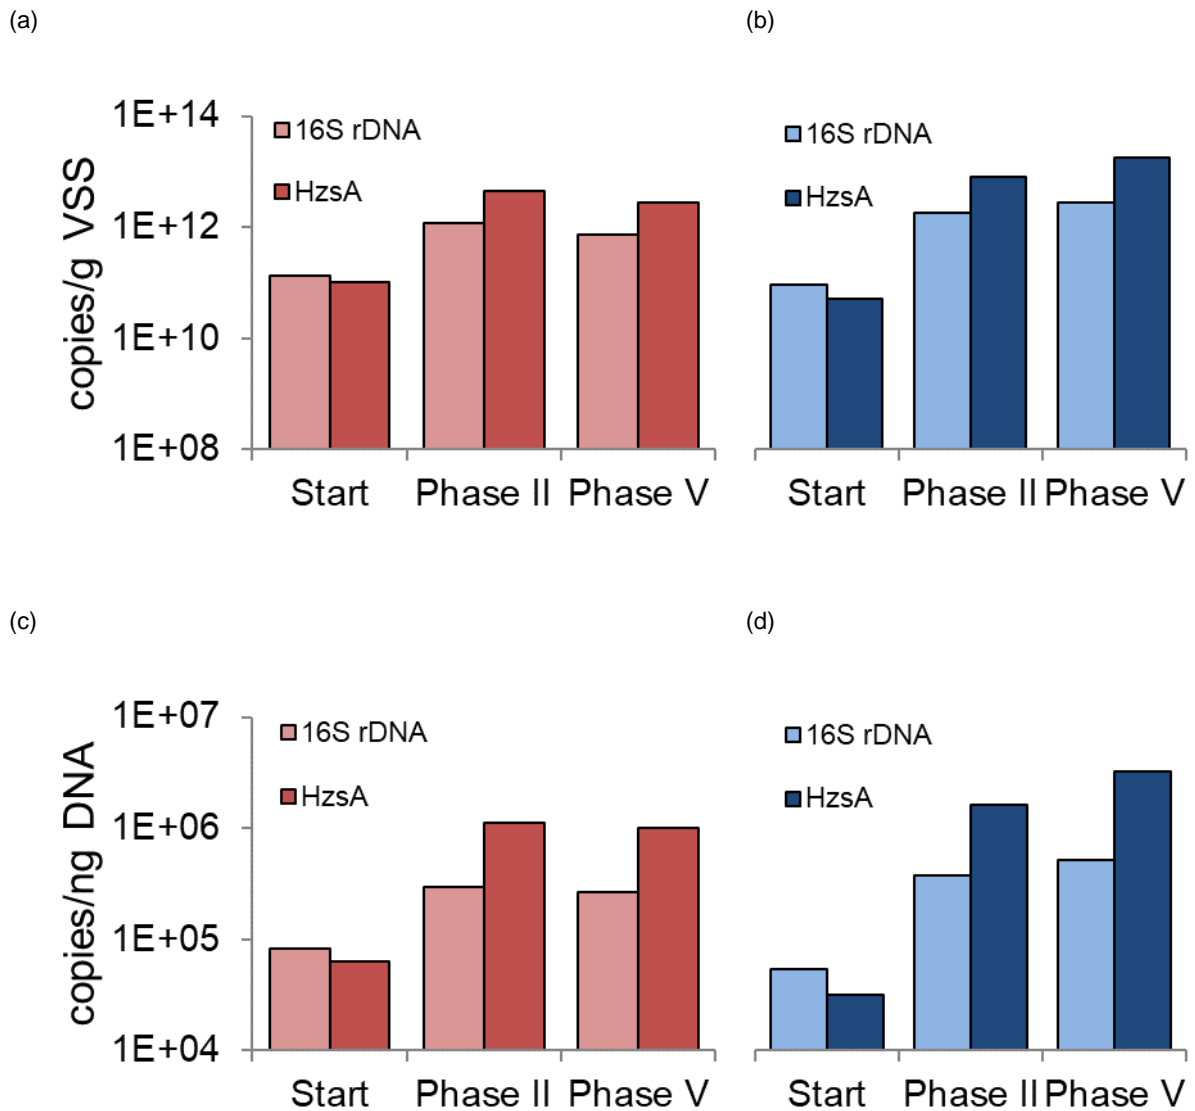 (a)
(b)
1E+14
1E+12
1E+10
1E+08
copies/g VSS
16S rDNA
HzsA
16S rDNA
HzsA
Start Phase II Phase V
Start Phase II Phase V
(c)
(d)
1E+07
1E+06
1E+05
1E+04
copies/ng DNA
16S rDNA
HzsA
16S rDNA
HzsA
Start Phase II Phase V
Start Phase II Phase V